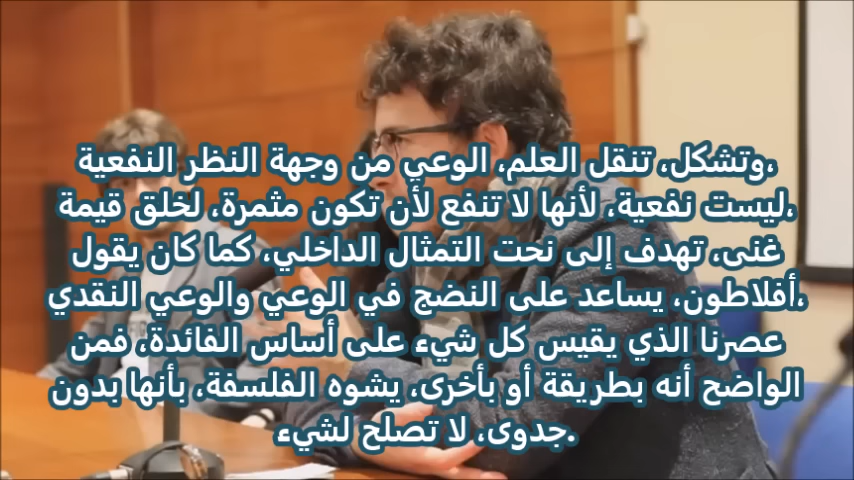 وتشكل، تنقل العلم، الوعي من وجهة النظر النفعية،
ليست نفعية، لأنها لا تنفع لأن تكون مثمرة، لخلق قيمة،
غنى، تهدف إلى نحت التمثال الداخلي، كما كان يقول
أفلاطون، يساعد على النضج في الوعي والوعي النقدي،
عصرنا الذي يقيس كل شيء على أساس الفائدة، فمن
الواضح أنه بطريقة أو بأخرى، يشوه الفلسفة، بأنها بدون
جدوى، لا تصلح لشيء.